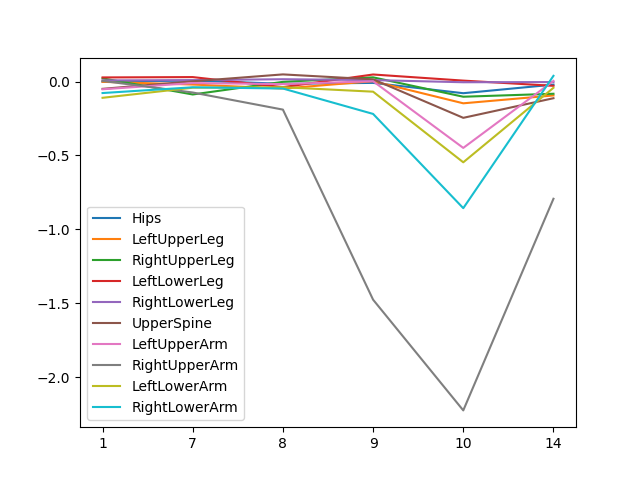 0.0
−0.5
−1.0
−1.5
−2.0
Hips
LeftUpperLeg
RightUpperLeg
LeftLowerLeg
RightLowerLeg
UpperSpine
LeftUpperArm
RightUpperArm
LeftLowerArm
RightLowerArm
1 7 8 9 10 14